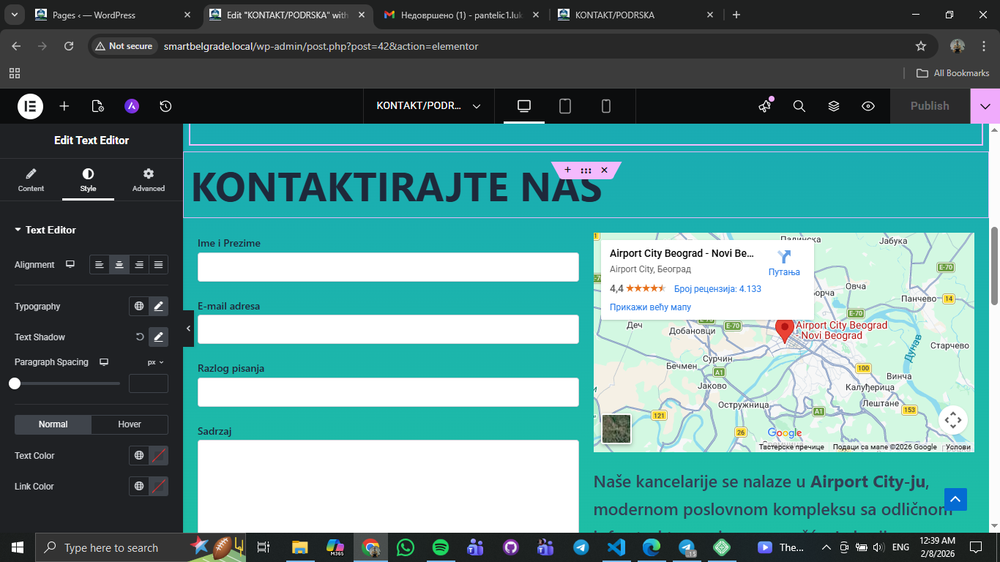 Pages ‹ — WordPress
Edit "KONTAKT/PODRSKA" with
Недовршено (1) - pantelic1.luk
KONTAKT/PODRSKA
Not secure
smartbelgrade.local/wp-admin/post.php?post=42&action=elementor
All Bookmarks
KONTAKT/PODR...
Publish
Edit Text Editor
Content
Style
Advanced
Text Editor
Alignment
Typography
Text Shadow
Paragraph Spacing
px
Normal
Hover
Text Color
Link Color
KONTAKTIRAJTE NAS
Ime i Prezime
E-mail adresa
Razlog pisanja
Sadrzaj
Падинска
Јабука
Airport City Beograd - Novi Be...
Airport City, Београд
Путања
4,4
Број рецензија: 4.133
Прикажи већу мапу
E-70
Овча
Панчево
14
E-70
Деч
Добановци
E-70
Airport City Beograd
- Novi Beograd
Дунав
Старчево
Сурчин
Бечмен
A1
100
Винча
Јаково
Калуђерица
Остружница
Лештане
A1
153
121
26
Google
Тастерске пречице
Подаци са мапе ©2026 Google
Услови
Naše kancelarije se nalaze u Airport City-ju,
modernom poslovnom kompleksu sa odličnom
Type here to search
M365
15
The...
ENG
12:39 AM
2/8/2026